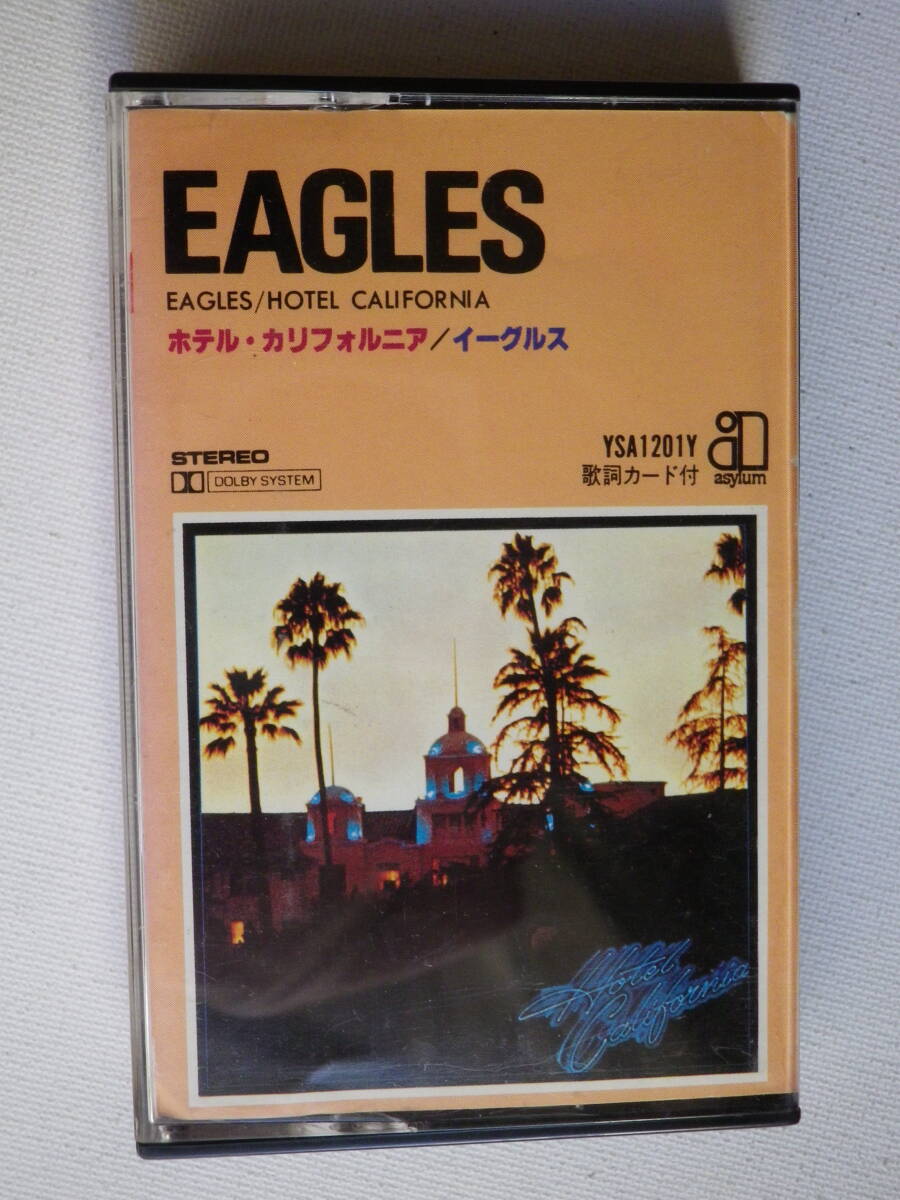 EAGLES
EAGLES/HOTEL CALIFORNIA
ホテル・カリフォルニア/イーグルス
STEREO
DOLBY SYSTEM
YSA1201Y
歌詞カード付
asylum
Hotel
California